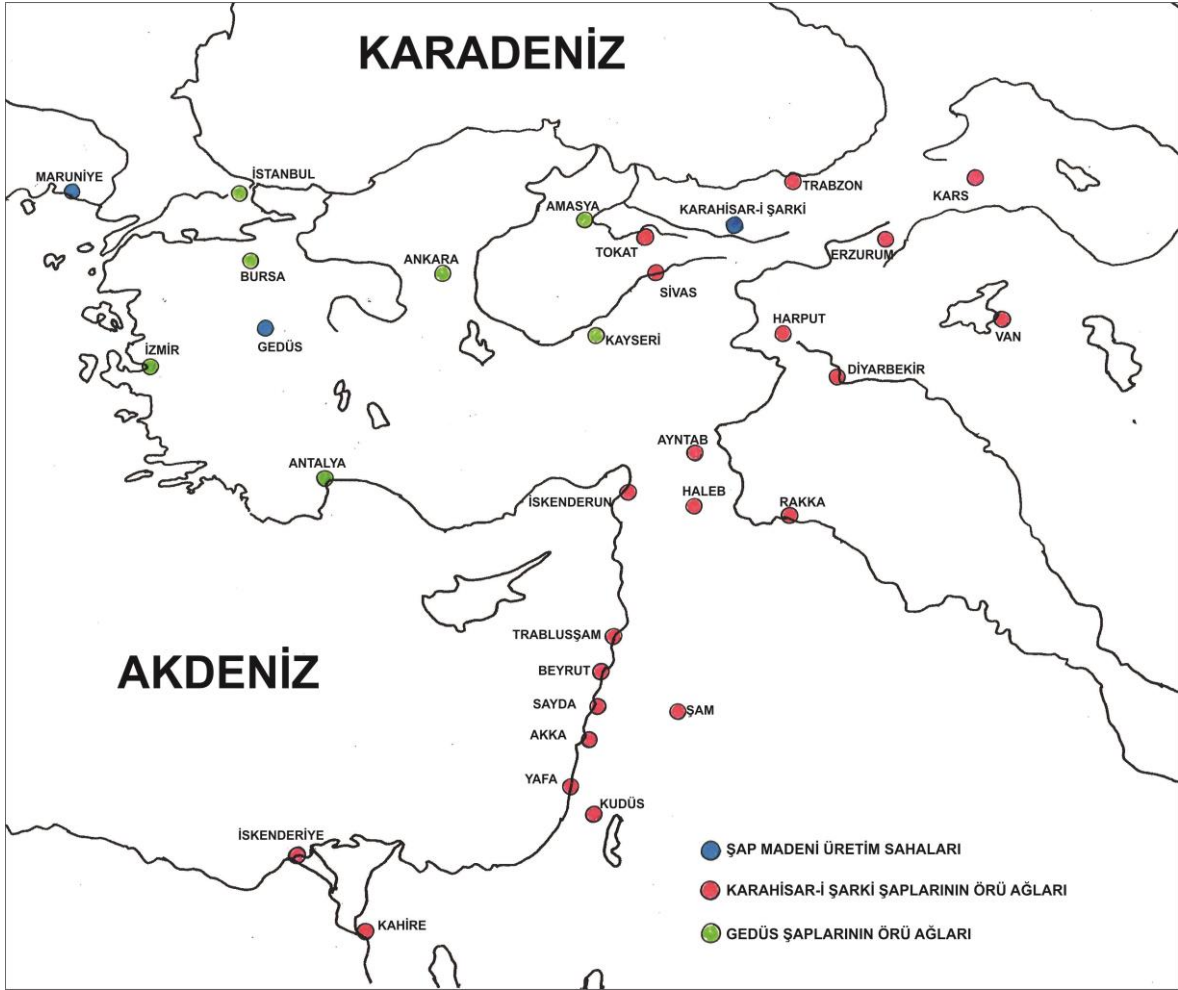 KARADENİZ
MARUNİYE
İSTANBUL
TRABZON
KARS
AMASYA
KARAHİSAR-İ ŞARKİ
TOKAT
ERZURUM
BURSA
ANKARA
SİVAS
HARPUT
VAN
GEDÜS
KAYSERİ
İZMİR
DİYARBEKİR
AYNTAB
ANTALYA
İSKENDERUN
HALEB
RAKKA
TRABLUSŞAM
AKDENİZ
BEYRUT
SAYDA
ŞAM
AKKA
YAFA
KUDÜS
İSKENDERİYE
KAHİRE
ŞAP MADENİ ÜRETİM SAHALARI
KARAHİSAR-İ ŞARKİ ŞAPLARININ ÖRÜ AĞLARI
GEDÜS ŞAPLARININ ÖRÜ AĞLARI